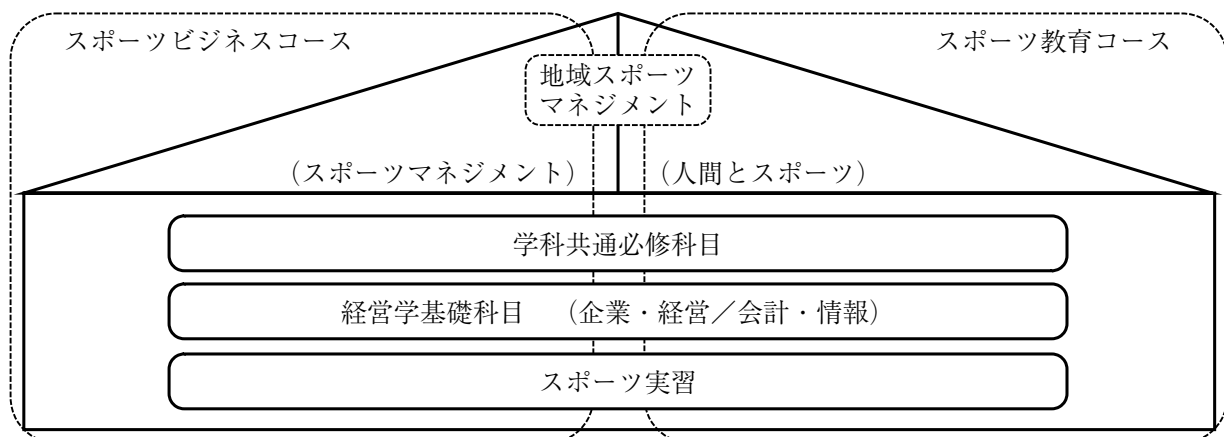 スポーツビジネスコース
スポーツ教育コース
地域スポーツ
マネジメント
（スポーツマネジメント）
（人間とスポーツ）
学科共通必修科目
経営学基礎科目　（企業・経営／会計・情報）
スポーツ実習